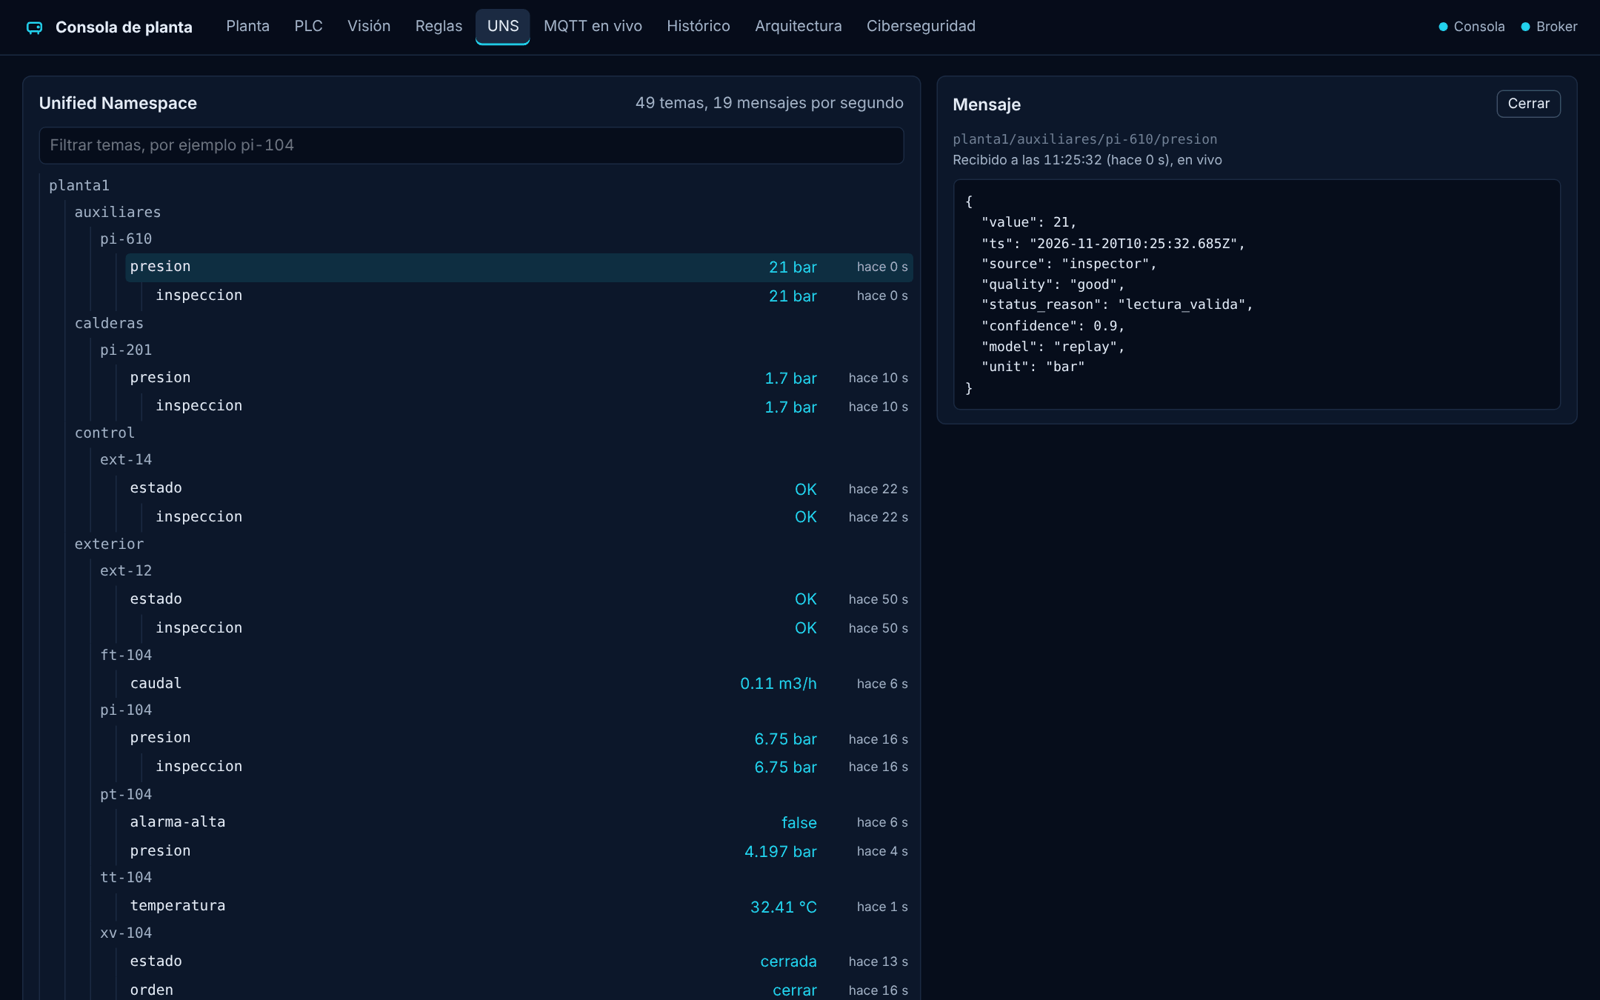 Consola de planta Planta PLC Visión Reglas UNS MQTT en vivo Histórico Arquitectura Ciberseguridad Consola Broker
Unified Namespace 49 temas, 19 mensajes por segundo
Filtrar temas, por ejemplo pi-104
planta1
auxiliares
pi-610
presion 21 bar hace 0 s
inspeccion 21 bar hace 0 s
calderas
pi-201
presion 1.7 bar hace 10 s
inspeccion 1.7 bar hace 10 s
control
ext-14
estado OK hace 22 s
inspeccion OK hace 22 s
exterior
ext-12
estado OK hace 50 s
inspeccion OK hace 50 s
ft-104
caudal 0.11 m3/h hace 6 s
pi-104
presion 6.75 bar hace 16 s
inspeccion 6.75 bar hace 16 s
pt-104
alarma-alta false hace 6 s
presion 4.197 bar hace 4 s
tt-104
temperatura 32.41 °C hace 1 s
xv-104
estado cerrada hace 13 s
orden cerrar hace 16 s
Mensaje Cerrar
planta1/auxiliares/pi-610/presion
Recibido a las 11:25:32 (hace 0 s), en vivo
{
"value": 21,
"ts": "2026-11-20T10:25:32.685Z",
"source": "inspector",
"quality": "good",
"status_reason": "lectura_valida",
"confidence": 0.9,
"model": "replay",
"unit": "bar"
}